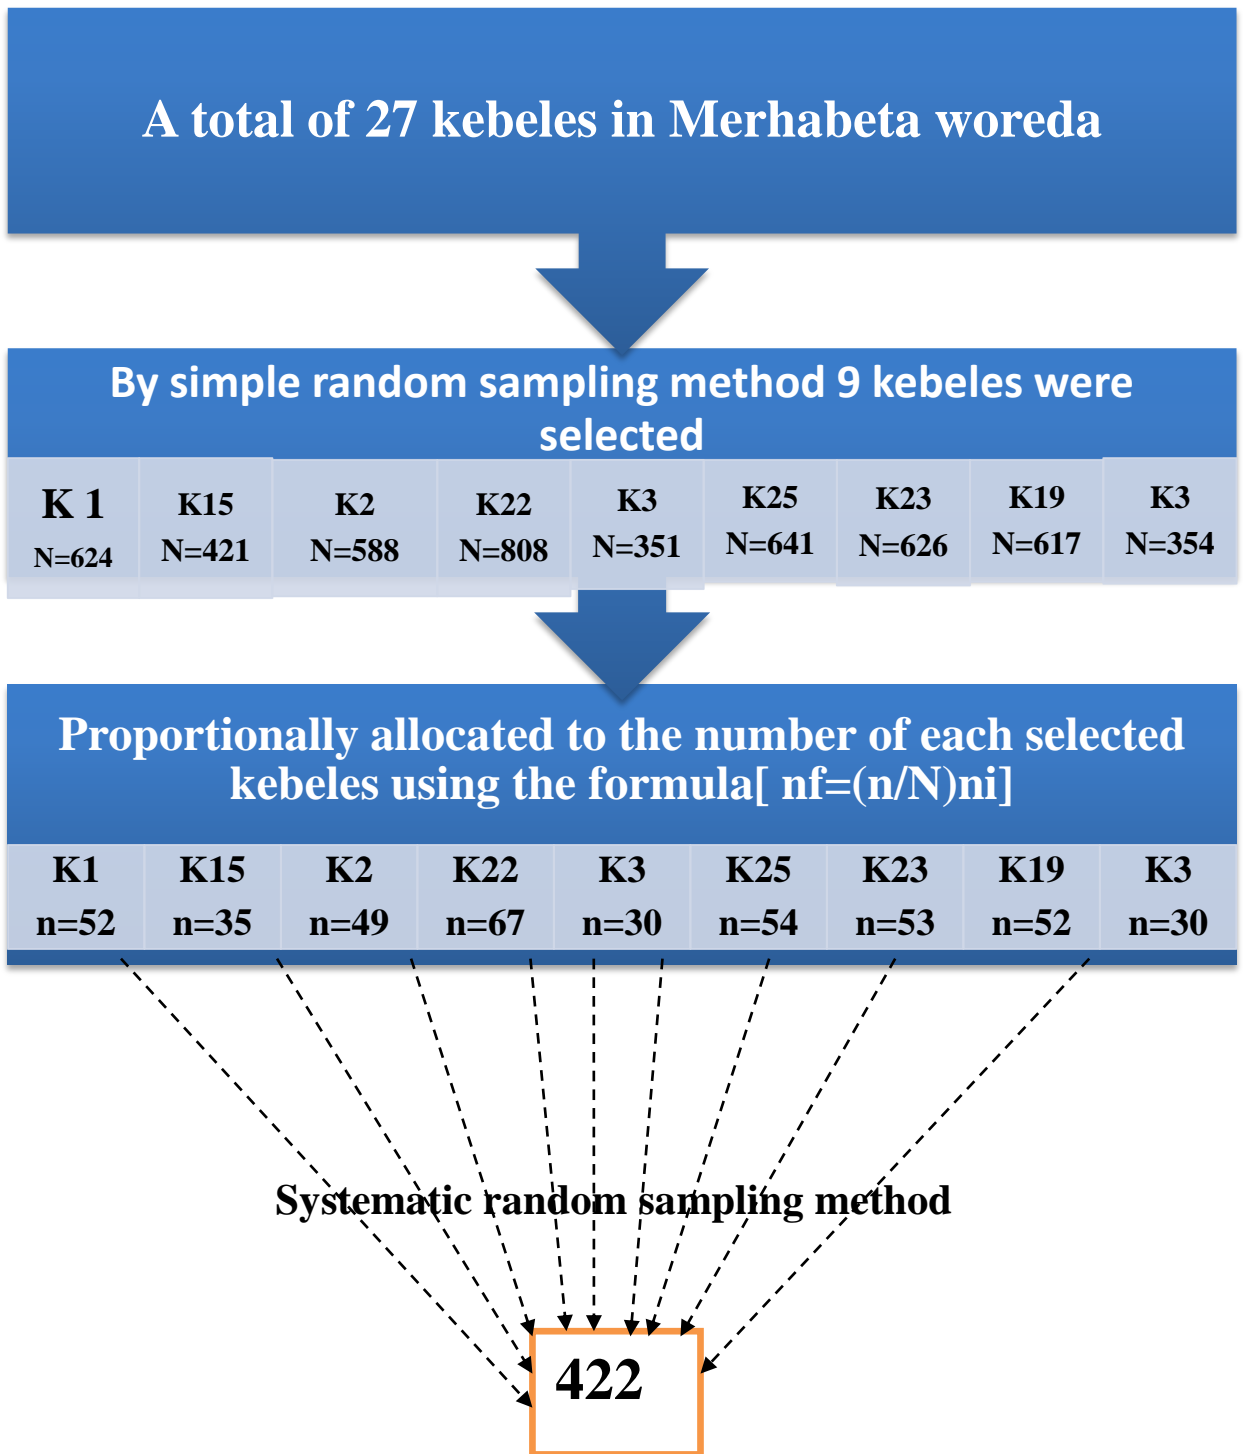 A total of 27 kebeles in Merhabeta woreda
By simple random sampling method 9 kebeles were
selected
K 1 K15 K2 K22 K3 K25 K23 K19 K3
N=624 N=421 N=588 N=808 N=351 N=641 N=626 N=617 N=354
Proportionally allocated to the number of each selected
kebeles using the formula[ nf=(n/N)ni]
K1 K15 K2 K22 K3 K25 K23 K19 K3
n=52 n=35 n=49 n=67 n=30 n=54 n=53 n=52 n=30
Systematic random sampling method
422